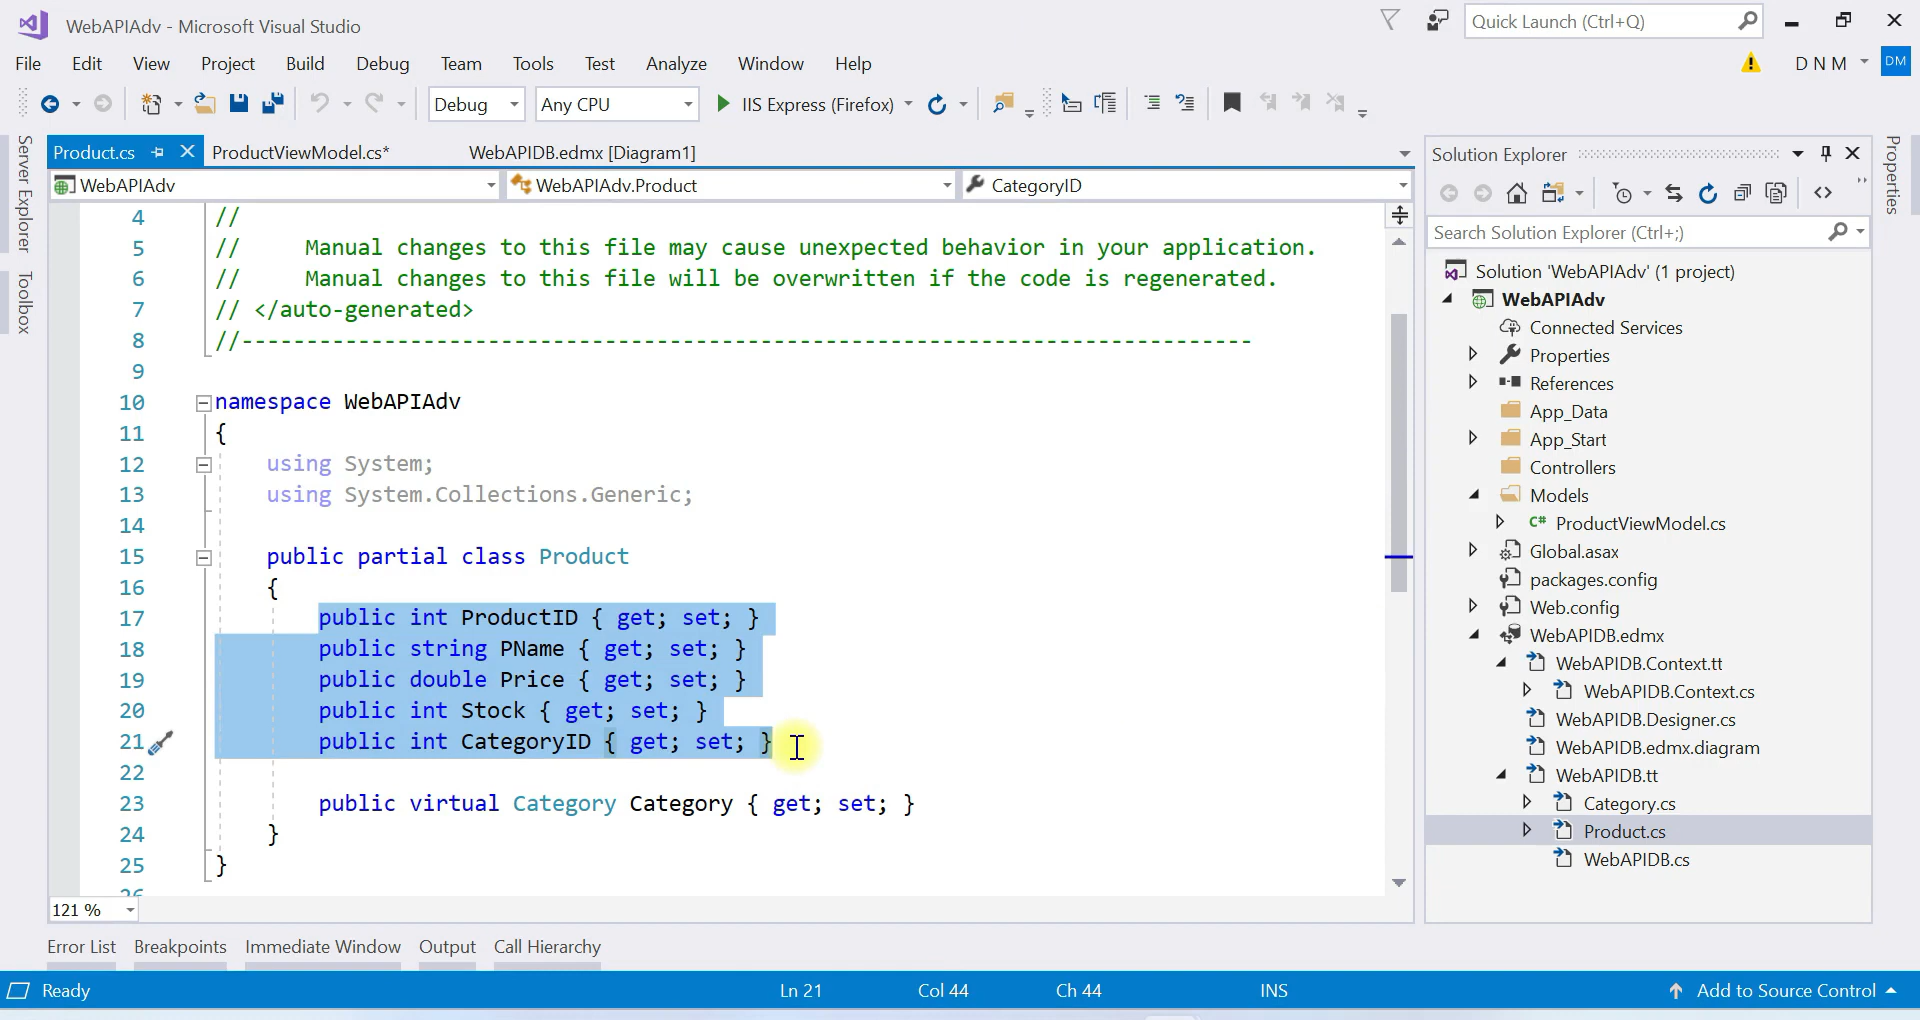 WebAPIAdv - Microsoft Visual Studio
Quick Launch (Ctrl+Q)
File Edit View Project Build Debug Team Tools Test Analyze Window Help
D N M DM
Debug Any CPU IIS Express (Firefox)
Product.cs ProductViewModel.cs* WebAPIDB.edmx [Diagram1]
WebAPIAdv WebAPIAdv.Product CategoryID
4 //
5 // Manual changes to this file may cause unexpected behavior in your application.
6 // Manual changes to this file will be overwritten if the code is regenerated.
7 // </auto-generated>
8 //------------------------------------------------------------------------------
9
10 namespace WebAPIAdv
11 {
12 using System;
13 using System.Collections.Generic;
14
15 public partial class Product
16 {
17 public int ProductID { get; set; }
18 public string PName { get; set; }
19 public double Price { get; set; }
20 public int Stock { get; set; }
21 public int CategoryID { get; set; }
22
23 public virtual Category Category { get; set; }
24 }
25 }
26
121 %
Server Explorer
Toolbox
Solution Explorer
Search Solution Explorer (Ctrl+;)
Solution 'WebAPIAdv' (1 project)
WebAPIAdv
Connected Services
Properties
References
App_Data
App_Start
Controllers
Models
C# ProductViewModel.cs
Global.asax
packages.config
Web.config
WebAPIDB.edmx
WebAPIDB.Context.tt
WebAPIDB.Context.cs
WebAPIDB.Designer.cs
WebAPIDB.edmx.diagram
WebAPIDB.tt
Category.cs
Product.cs
WebAPIDB.cs
Properties
Error List Breakpoints Immediate Window Output Call Hierarchy
Ready Ln 21 Col 44 Ch 44 INS Add to Source Control